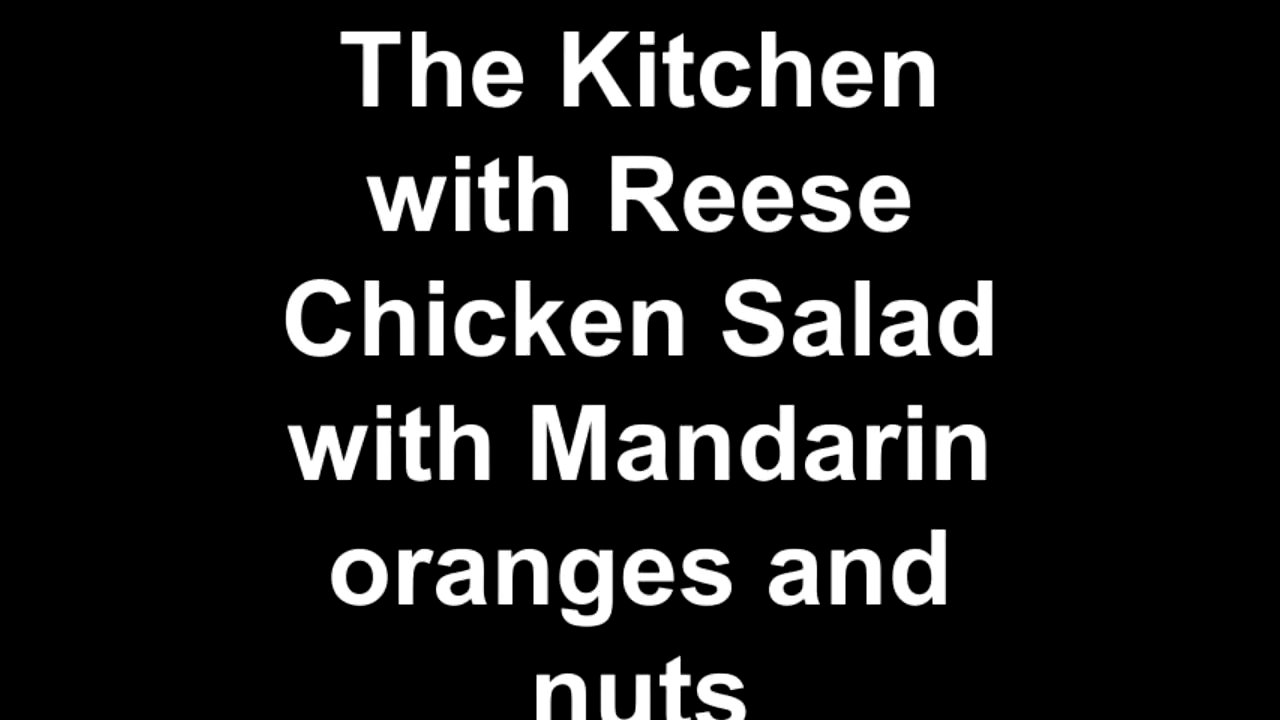 The Kitchen
with Reese
Chicken Salad
with Mandarin
oranges and
nuts